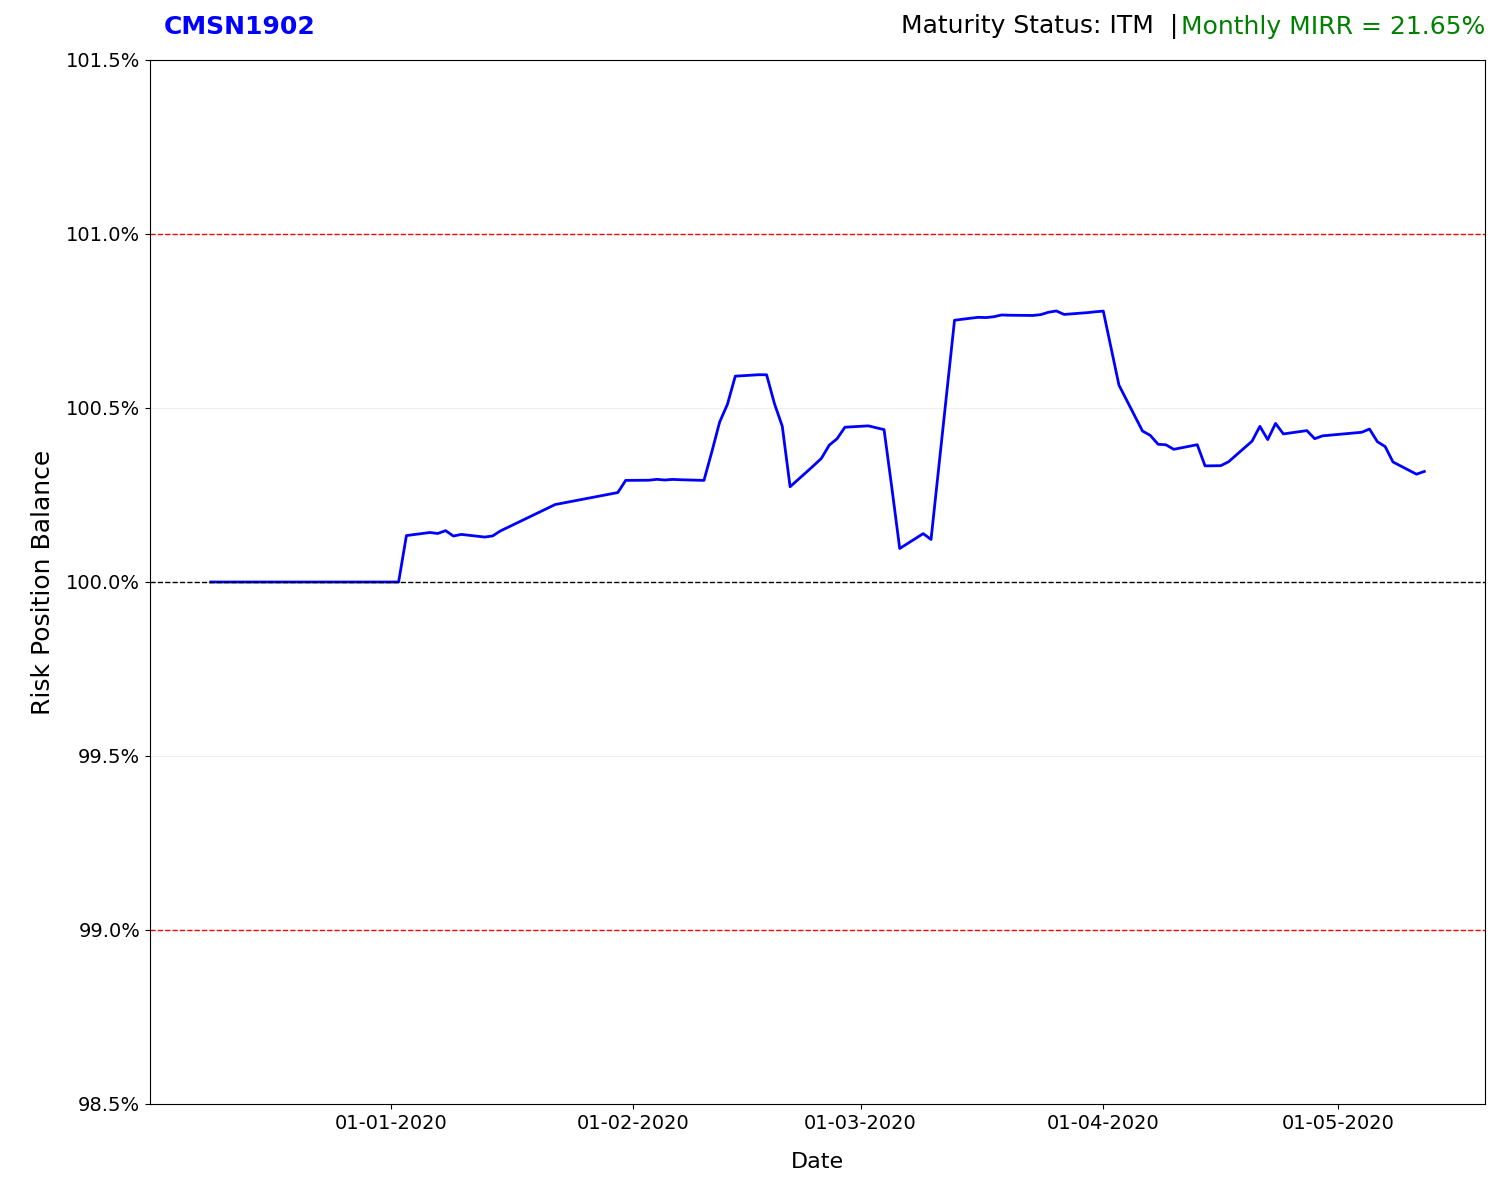 CMSN1902
Maturity Status: ITM | Monthly MIRR = 21.65%
101.5%
101.0%
100.5%
100.0%
99.5%
99.0%
98.5%
Risk Position Balance
01-01-2020 01-02-2020 01-03-2020 01-04-2020 01-05-2020
Date